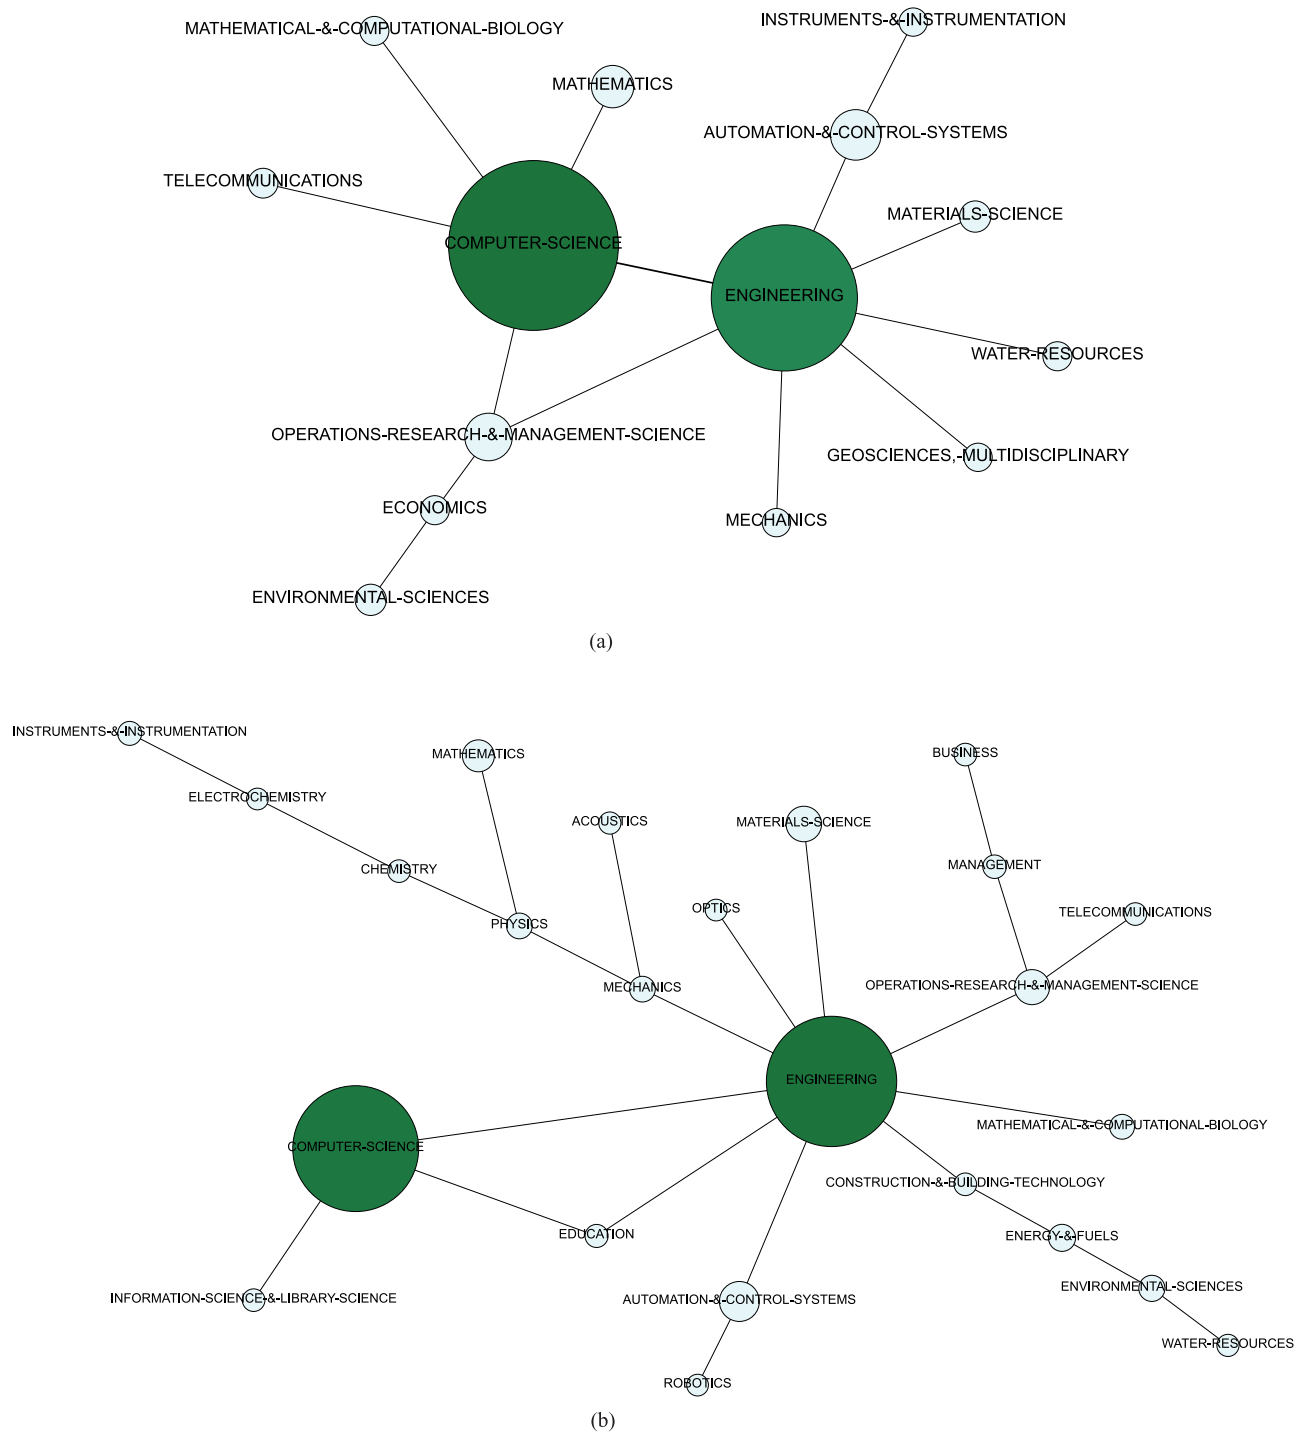 INSTRUMENTS-&-INSTRUMENTATION
MATHEMATICAL-&-COMPUTATIONAL-BIOLOGY
MATHEMATICS
AUTOMATION-&-CONTROL-SYSTEMS
TELECOMMUNICATIONS
MATERIALS-SCIENCE
COMPUTER-SCIENCE
ENGINEERING
WATER-RESOURCES
OPERATIONS-RESEARCH-&-MANAGEMENT-SCIENCE
GEOSCIENCES,-MULTIDISCIPLINARY
ECONOMICS
MECHANICS
ENVIRONMENTAL-SCIENCES
(a)
INSTRUMENTS-&-INSTRUMENTATION
MATHEMATICS
BUSINESS
ELECTROCHEMISTRY
ACOUSTICS
MATERIALS-SCIENCE
CHEMISTRY
MANAGEMENT
OPTICS
TELECOMMUNICATIONS
PHYSICS
MECHANICS
OPERATIONS-RESEARCH-&-MANAGEMENT-SCIENCE
ENGINEERING
MATHEMATICAL-&-COMPUTATIONAL-BIOLOGY
COMPUTER-SCIENCE
CONSTRUCTION-&-BUILDING-TECHNOLOGY
EDUCATION
ENERGY-&-FUELS
ENVIRONMENTAL-SCIENCES
INFORMATION-SCIENCE-&-LIBRARY-SCIENCE
AUTOMATION-&-CONTROL-SYSTEMS
WATER-RESOURCES
ROBOTICS
(b)